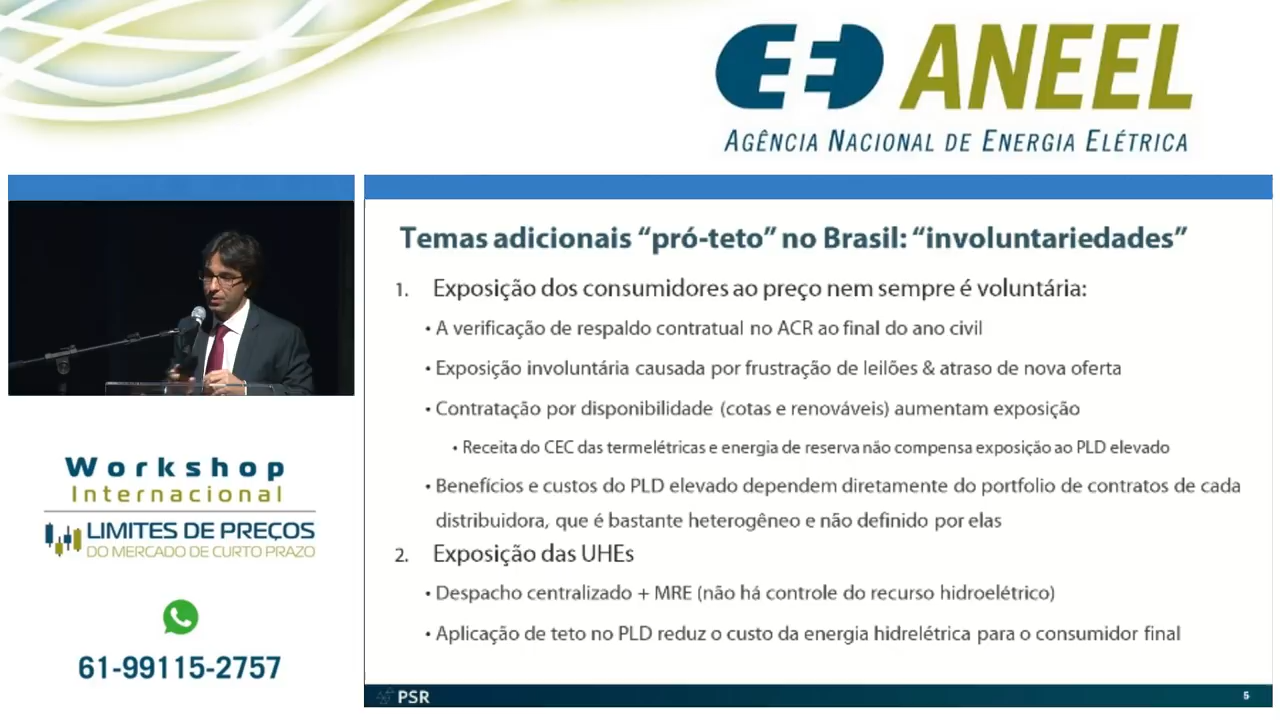 ANEEL
AGÊNCIA NACIONAL DE ENERGIA ELÉTRICA
Temas adicionais “pró-teto” no Brasil: “involuntariedades”
1. Exposição dos consumidores ao preço nem sempre é voluntária:
• A verificação de respaldo contratual no ACR ao final do ano civil
• Exposição involuntária causada por frustração de leilões & atraso de nova oferta
• Contratação por disponibilidade (cotas e renováveis) aumentam exposição
• Receita do CEC das termelétricas e energia de reserva não compensa exposição ao PLD elevado
• Benefícios e custos do PLD elevado dependem diretamente do portfolio de contratos de cada
distribuidora, que é bastante heterogêneo e não definido por elas
2. Exposição das UHEs
• Despacho centralizado + MRE (não há controle do recurso hidroelétrico)
• Aplicação de teto no PLD reduz o custo da energia hidrelétrica para o consumidor final
PSR
5
Workshop
Internacional
LIMITES DE PREÇOS
DO MERCADO DE CURTO PRAZO
61-99115-2757